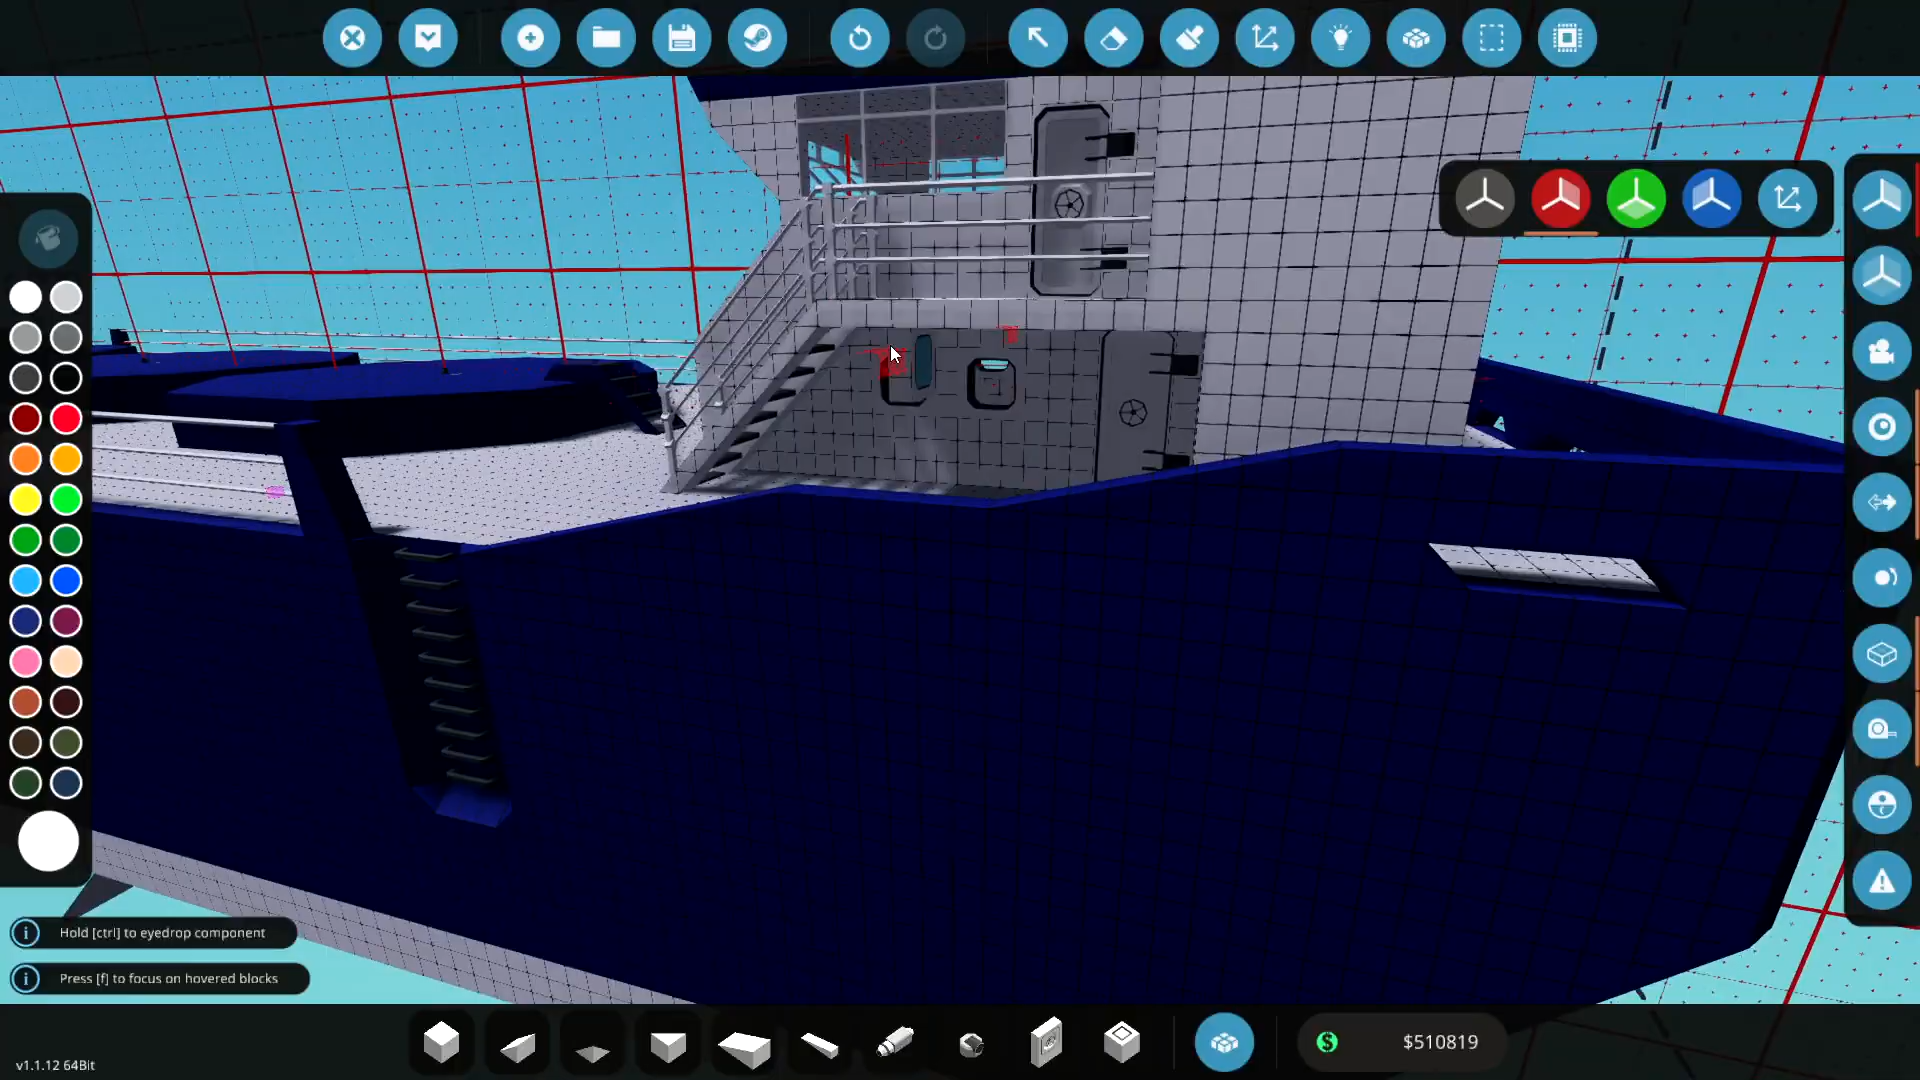 Hold [ctrl] to eyedrop component
Press [f] to focus on hovered blocks
$510819
v1.1.12 64Bit